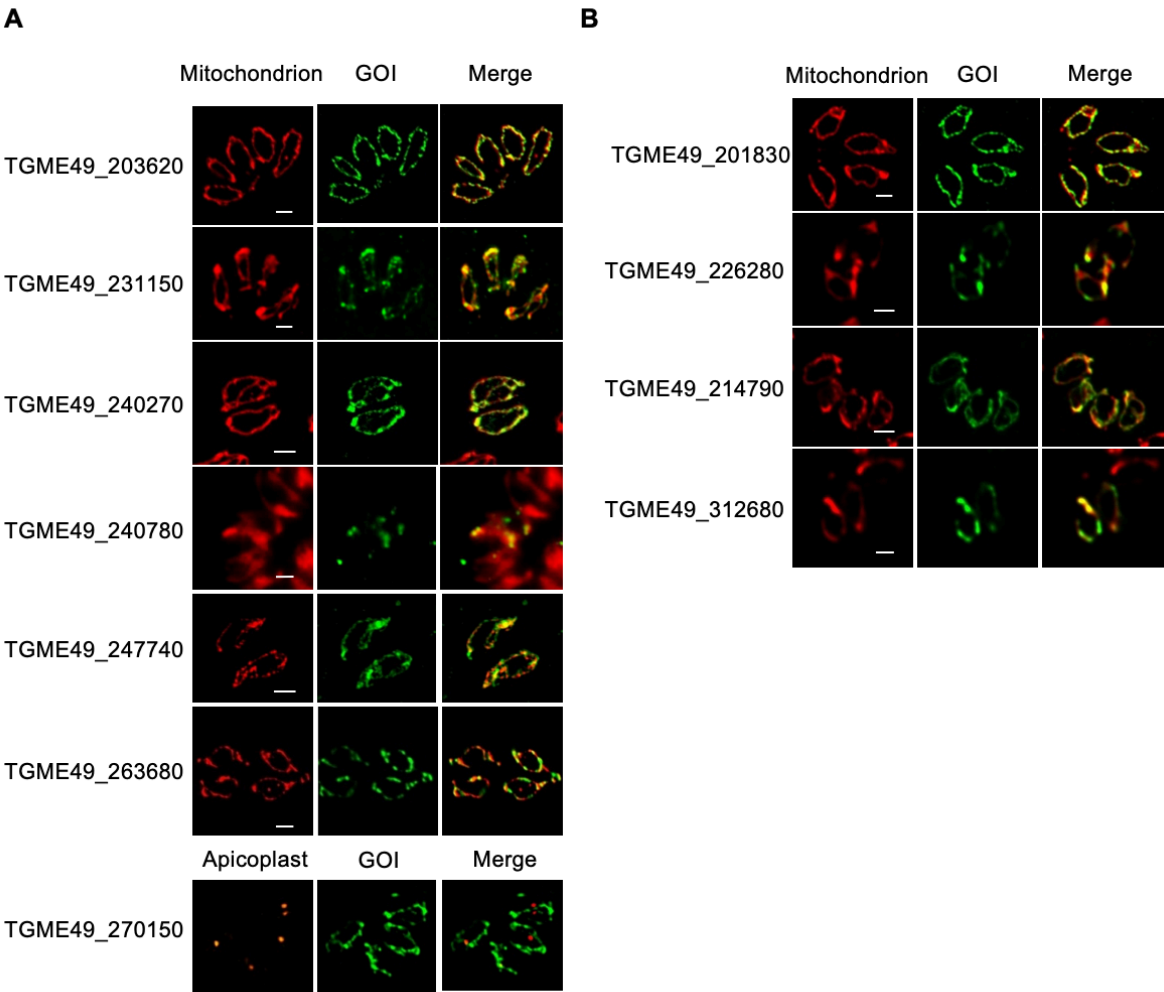 A
Mitochondrion GOI Merge
TGME49_203620
TGME49_231150
TGME49_240270
TGME49_240780
TGME49_247740
TGME49_263680
Apicoplast GOI Merge
TGME49_270150
B
Mitochondrion GOI Merge
TGME49_201830
TGME49_226280
TGME49_214790
TGME49_312680